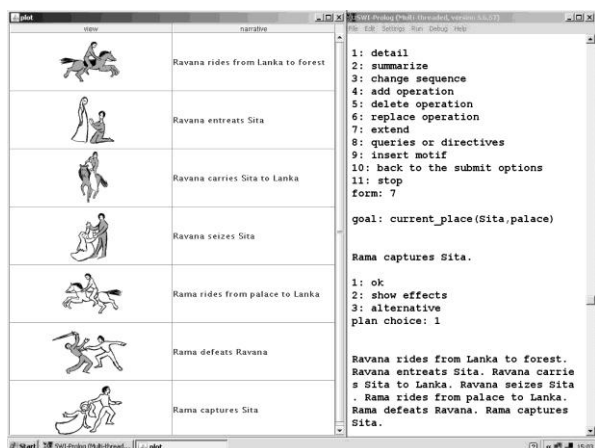 plot
view narrative
Ravana rides from Lanka to forest
Ravana entreats Sita
Ravana carries Sita to Lanka
Ravana seizes Sita
Rama rides from palace to Lanka
Rama defeats Ravana
Rama captures Sita
SWI-Prolog (Multi-threaded, version
File Edit Settings Run Debug Help
1: detail
2: summarize
3: change sequence
4: add operation
5: delete operation
6: replace operation
7: extend
8: queries or directives
9: insert motif
10: back to the submit options
11: stop
form: 7
goal: current_place(Sita,palace)
Rama captures Sita.
1: ok
2: show effects
3: alternative
plan choice: 1
Ravana rides from Lanka to forest.
Ravana entreats Sita. Ravana carrie
s Sita to Lanka. Ravana seizes Sita
. Rama rides from palace to Lanka.
Rama defeats Ravana. Rama captures
Sita.
Start SWI-Prolog (Multi-thread... plot 15:03